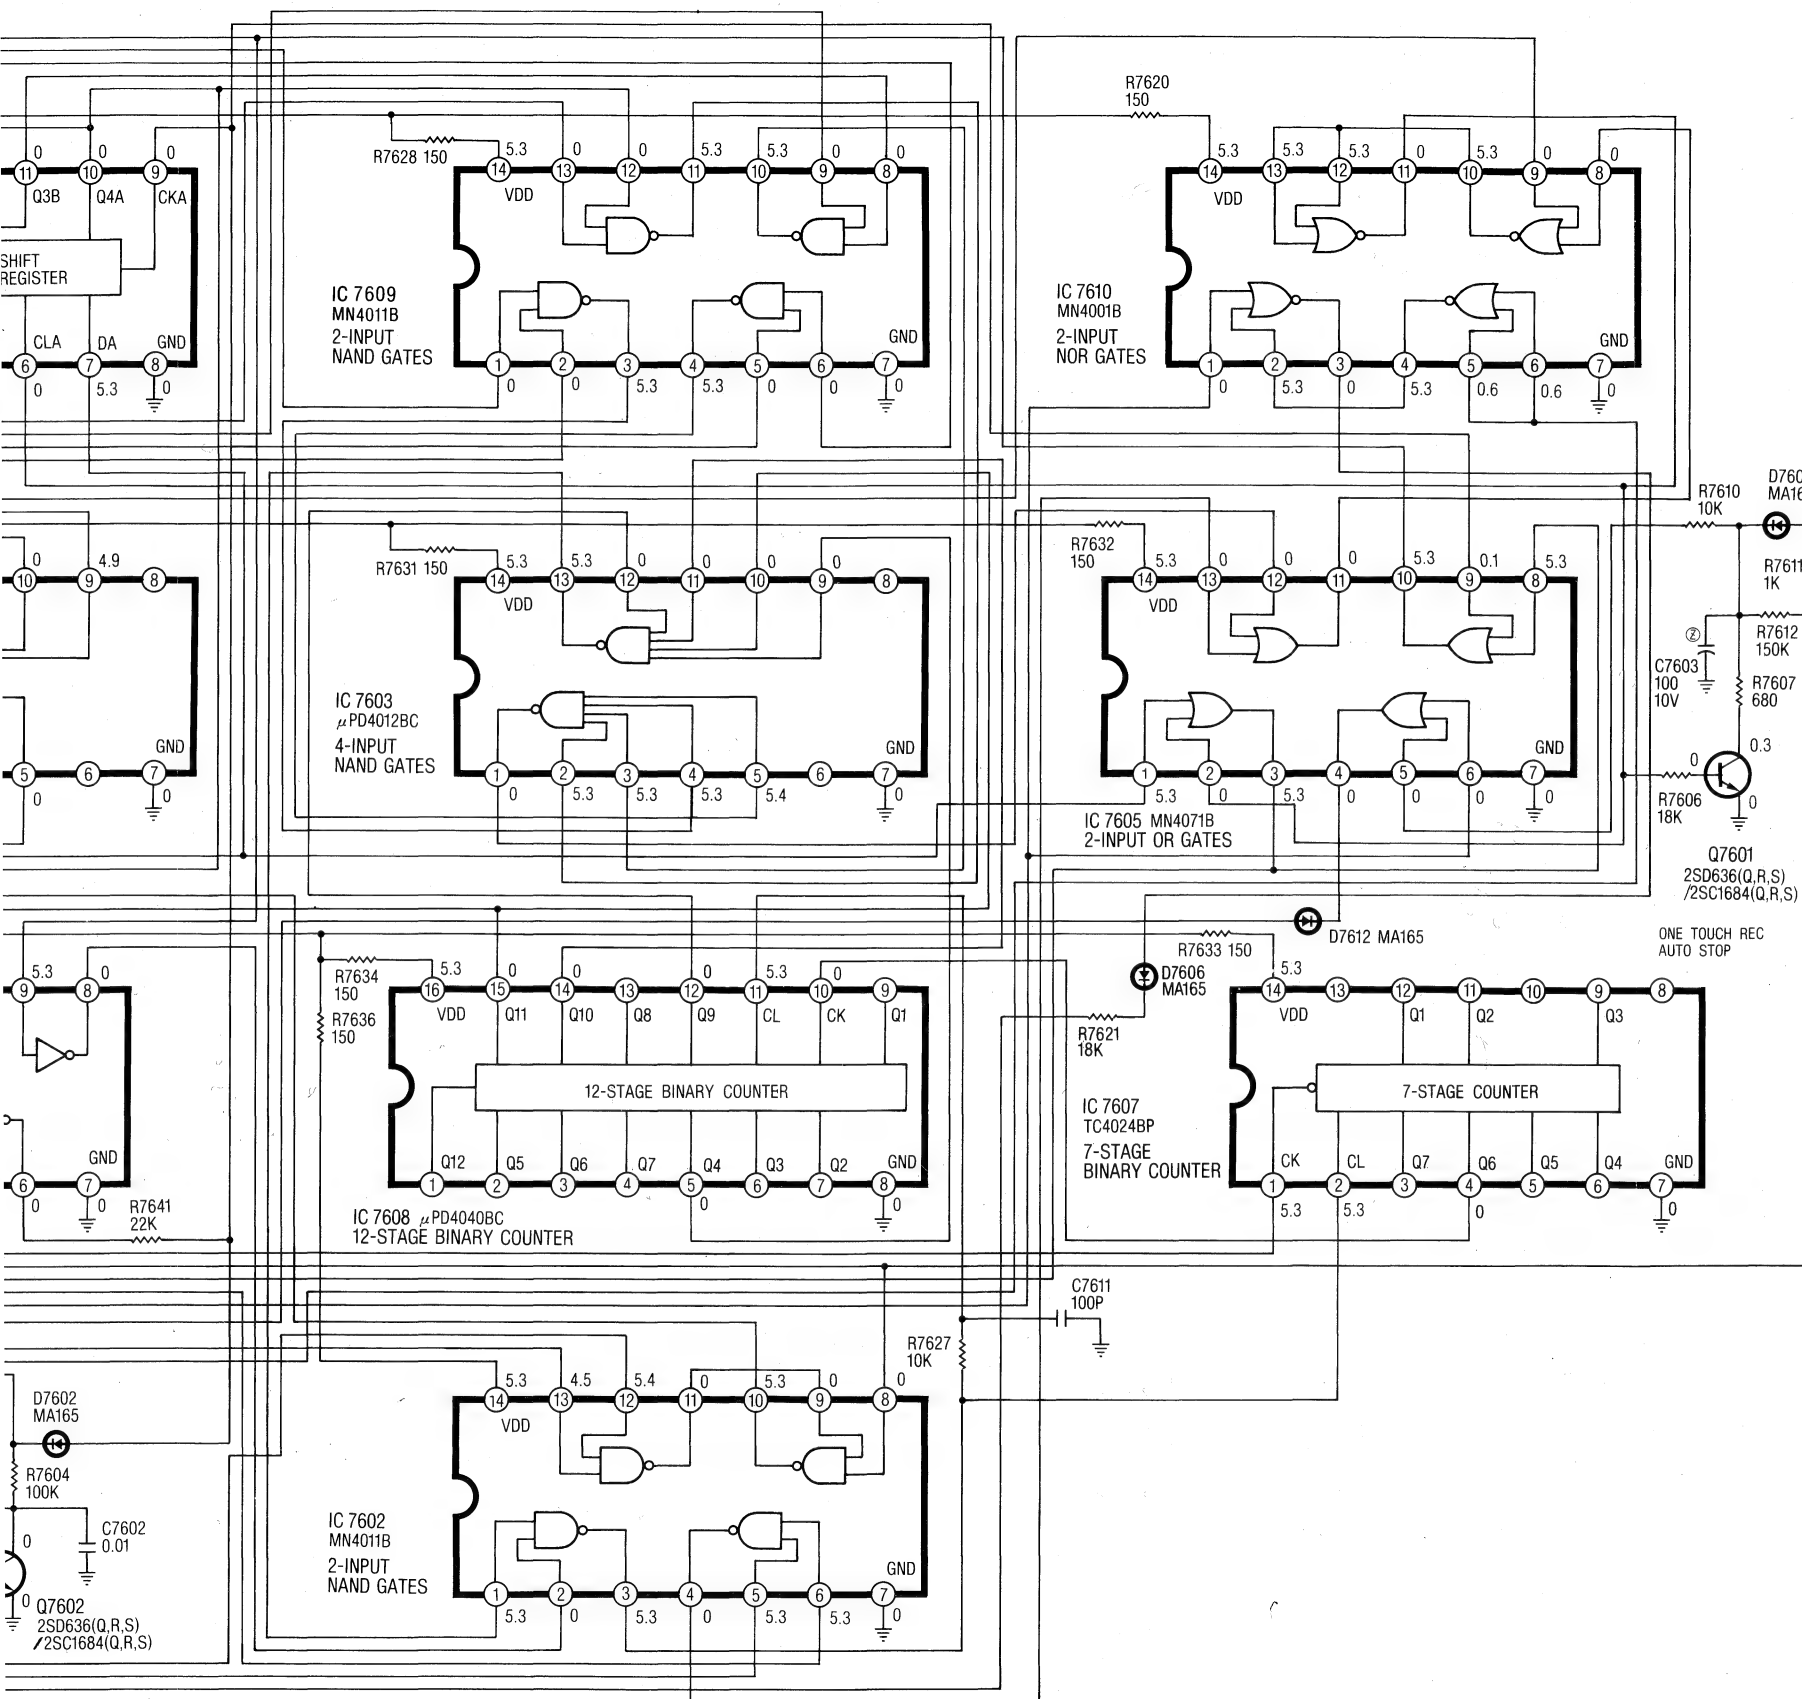 R7620
150
R7628 150
0
0
0
11
10
9
Q3B
Q4A
CKA
SHIFT
REGISTER
CLA
DA
GND
6
7
8
0
5.3
0
5.3
0
0
5.3
5.3
0
0
14
13
12
11
10
9
8
VDD
IC 7609
MN4011B
2-INPUT
NAND GATES
GND
1
2
3
4
5
6
7
0
0
5.3
5.3
0
0
0
5.3
5.3
5.3
0
5.3
0
0
14
13
12
11
10
9
8
VDD
IC 7610
MN4001B
2-INPUT
NOR GATES
GND
1
2
3
4
5
6
7
0
5.3
0
5.3
0.6
0.6
0
0
4.9
10
9
8
GND
5
6
7
0
0
R7631 150
5.3
5.3
0
0
0
0
14
13
12
11
10
9
8
VDD
IC 7603
μPD4012BC
4-INPUT
NAND GATES
GND
1
2
3
4
5
6
7
0
5.3
5.3
5.3
5.4
0
R7632
150
5.3
0
0
0
5.3
0.1
5.3
14
13
12
11
10
9
8
VDD
GND
1
2
3
4
5
6
7
5.3
0
5.3
0
0
0
0
IC 7605 MN4071B
2-INPUT OR GATES
R7610
10K
R7611
1K
R7612
150K
Z
C7603
100
10V
R7607
680
0.3
0
0
R7606
18K
Q7601
2SD636(Q,R,S)
/2SC1684(Q,R,S)
ONE TOUCH REC
AUTO STOP
D7612 MA165
R7633 150
D7606
MA165
R7621
18K
5.3
0
9
8
GND
6
7
0
0
R7641
22K
R7634
150
R7636
150
5.3
0
0
0
5.3
0
16
15
14
13
12
11
10
9
VDD
Q11
Q10
Q8
Q9
CL
CK
Q1
12-STAGE BINARY COUNTER
Q12
Q5
Q6
Q7
Q4
Q3
Q2
GND
1
2
3
4
5
6
7
8
0
0
IC 7608 μPD4040BC
12-STAGE BINARY COUNTER
5.3
14
13
12
11
10
9
8
VDD
Q1
Q2
Q3
7-STAGE COUNTER
IC 7607
TC4024BP
7-STAGE
BINARY COUNTER
CK
CL
Q7
Q6
Q5
Q4
GND
1
2
3
4
5
6
7
5.3
5.3
0
0
C7611
100P
R7627
10K
D7602
MA165
R7604
100K
C7602
0.01
0
0
Q7602
2SD636(Q,R,S)
/2SC1684(Q,R,S)
5.3
4.5
5.4
0
5.3
0
0
14
13
12
11
10
9
8
VDD
IC 7602
MN4011B
2-INPUT
NAND GATES
GND
1
2
3
4
5
6
7
5.3
0
5.3
0
5.3
5.3
0